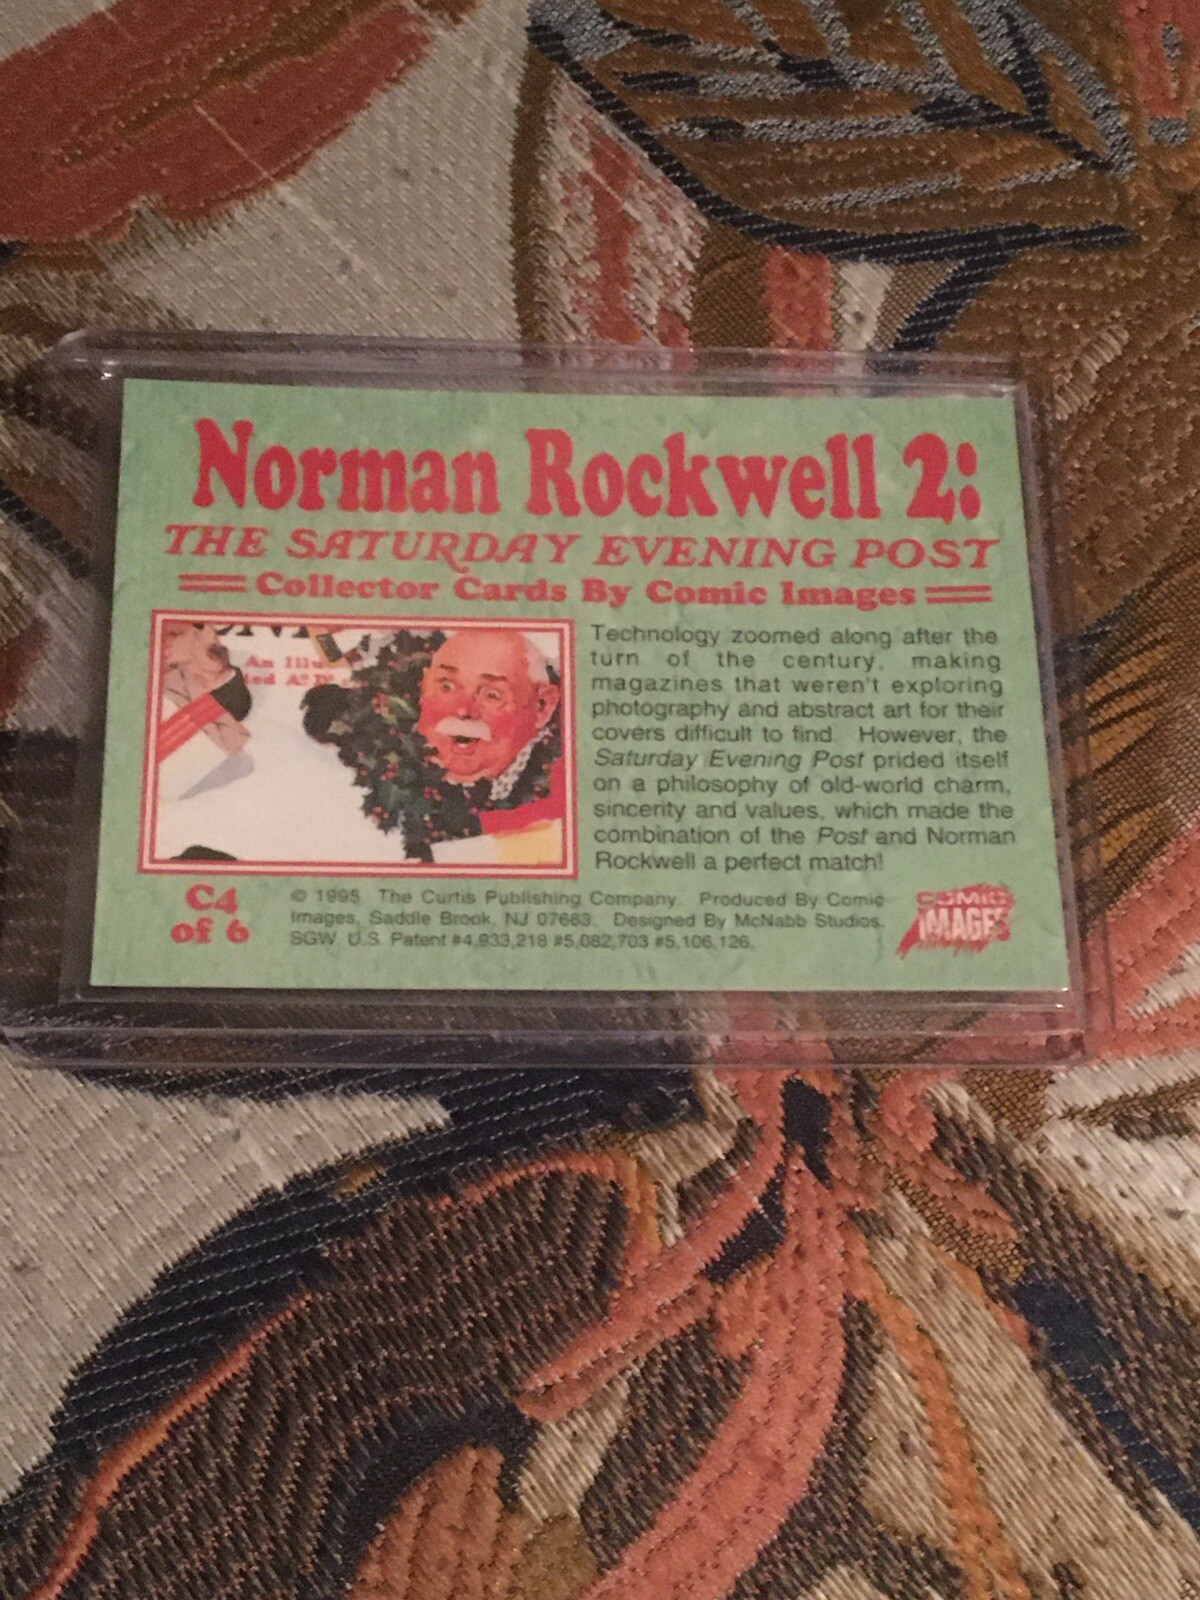 Norman Rockwell 2:
THE SATURDAY EVENING POST
Collector Cards By Comic Images
An Illu
ted
Technology zoomed along after the
turn of the century, making
magazines that weren't exploring
photography and abstract art for their
covers difficult to find. However, the
Saturday Evening Post prided itself
on a philosophy of old-world charm,
sincerity and values, which made the
combination of the Post and Norman
Rockwell a perfect match!
C4
of 6
© 1995 The Curtis Publishing Company. Produced By Comic
Images, Saddle Brook, NJ 07663. Designed By McNabb Studios.
SGW, U.S. Patent #4,933,218 #5,082,703 #5,106,126.
COMIC
IMAGES